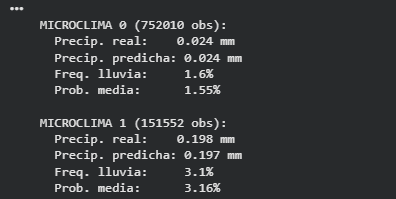 •••
MICROCLIMA 0 (752010 obs):
Precip. real: 0.024 mm
Precip. predicha: 0.024 mm
Freq. lluvia: 1.6%
Prob. media: 1.55%
MICROCLIMA 1 (151552 obs):
Precip. real: 0.198 mm
Precip. predicha: 0.197 mm
Freq. lluvia: 3.1%
Prob. media: 3.16%